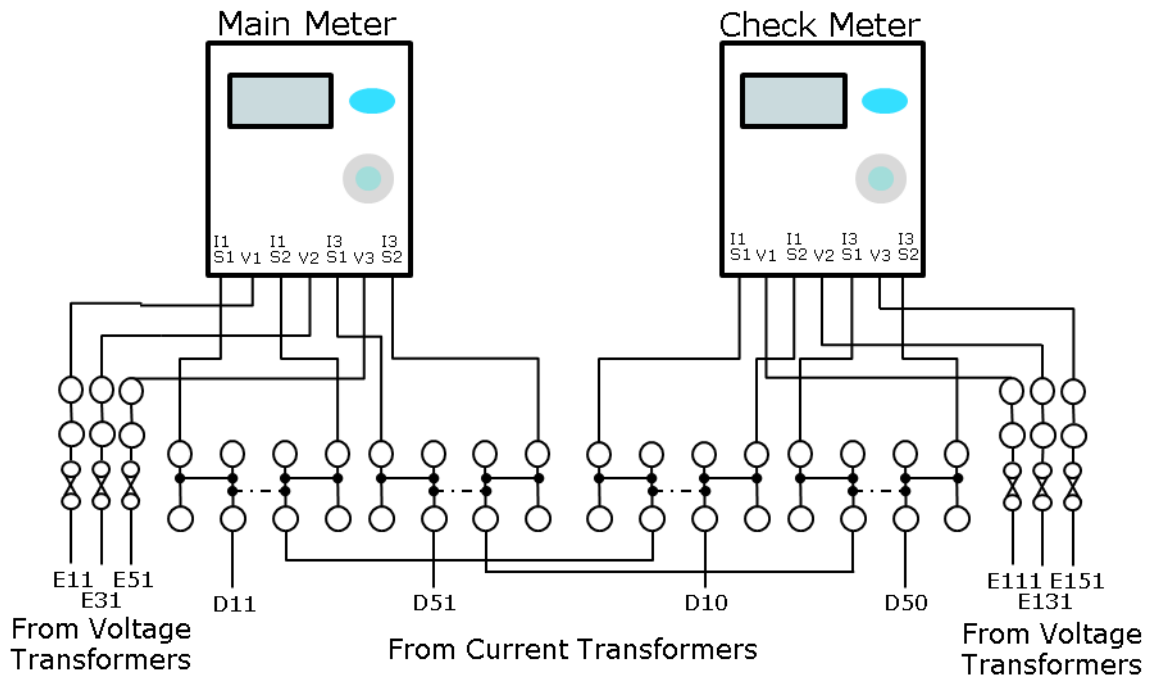 Main Meter
Check Meter
I1 I1 I3 I3
S1 V1 S2 V2 S1 V3 S2
I1 I1 I3 I3
S1 V1 S2 V2 S1 V3 S2
E11 E51
E31
D11
D51
D10
D50
E111 E151
E131
From Voltage
Transformers
From Current Transformers
From Voltage
Transformers